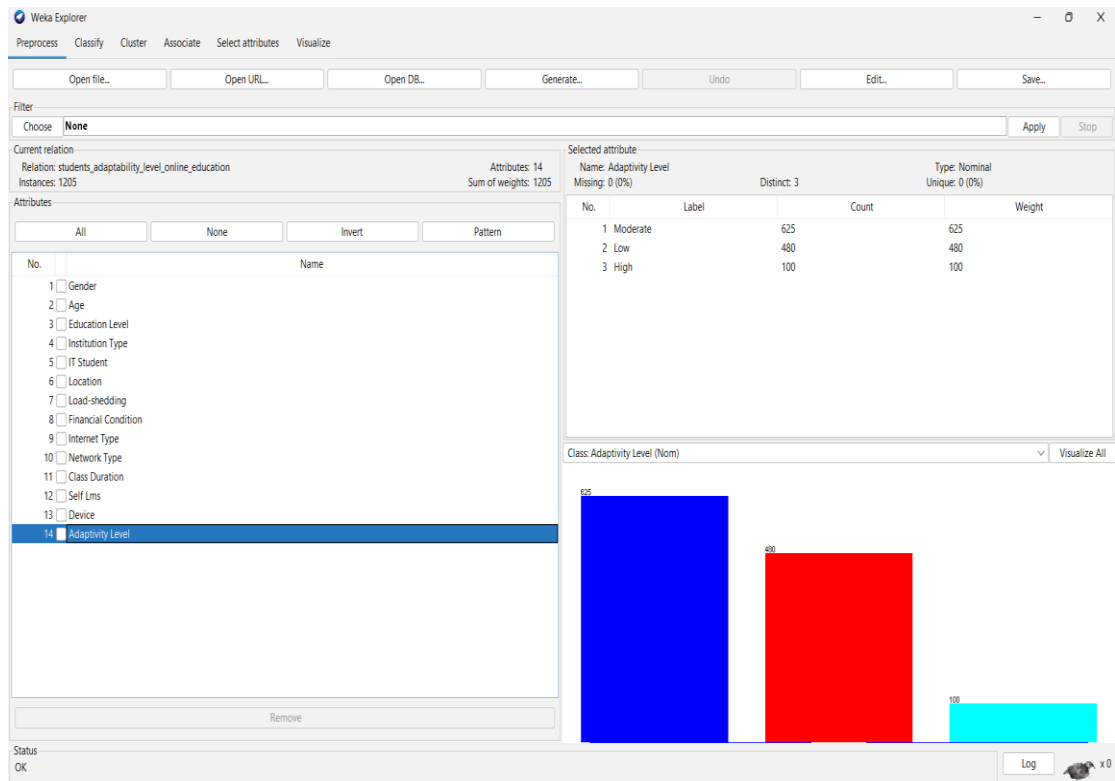 Weka Explorer
Preprocess Classify Cluster Associate Select attributes Visualize
Open file... Open URL... Open DB... Generate... Undo Edit... Save...
Filter
Choose None Apply Stop
Current relation
Relation: students_adaptability_level_online_education Attributes: 14
Instances: 1205 Sum of weights: 1205
Attributes
All None Invert Pattern
No. Name
1 Gender
2 Age
3 Education Level
4 Institution Type
5 IT Student
6 Location
7 Load-shedding
8 Financial Condition
9 Internet Type
10 Network Type
11 Class Duration
12 Self Lms
13 Device
14 Adaptivity Level
Remove
Selected attribute
Name: Adaptivity Level Type: Nominal
Missing: 0 (0%) Distinct: 3 Unique: 0 (0%)
No. Label Count Weight
1 Moderate 625 625
2 Low 480 480
3 High 100 100
Class: Adaptivity Level (Nom) Visualize All
625
480
100
Status
OK
Log x 0